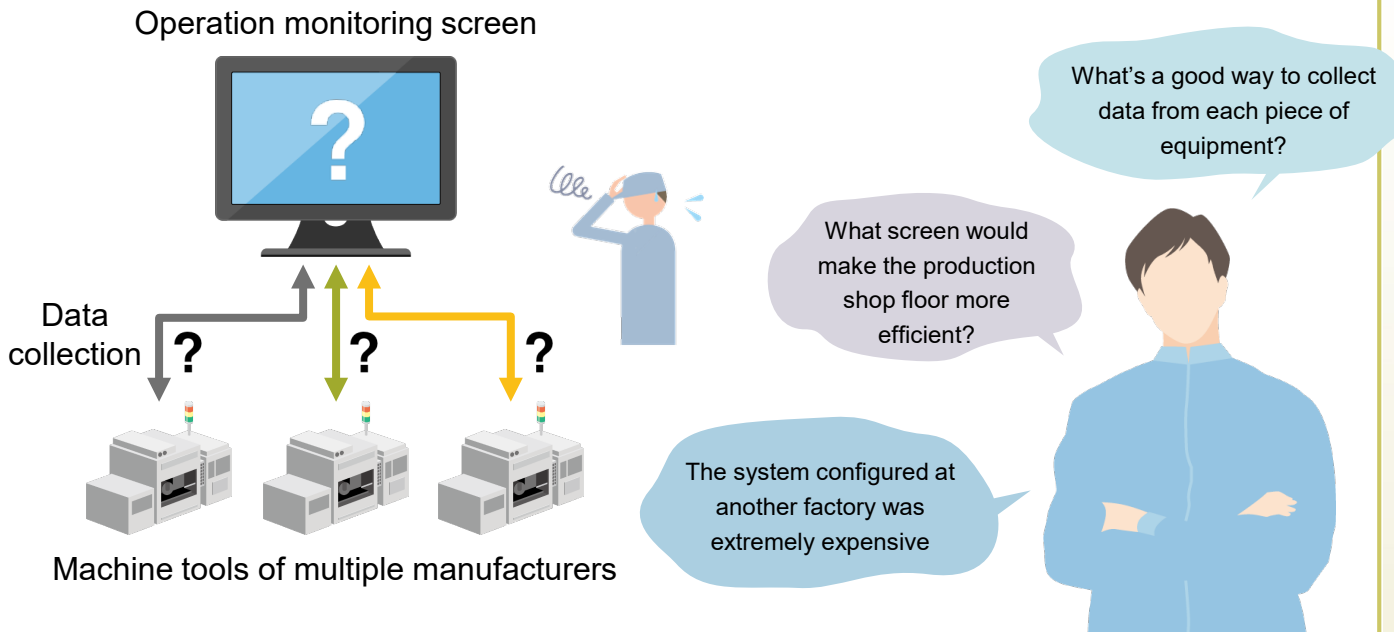 Operation monitoring screen
?
Data
collection
?
?
?
Machine tools of multiple manufacturers
What's a good way to collect
data from each piece of
equipment?
What screen would
make the production
shop floor more
efficient?
The system configured at
another factory was
extremely expensive